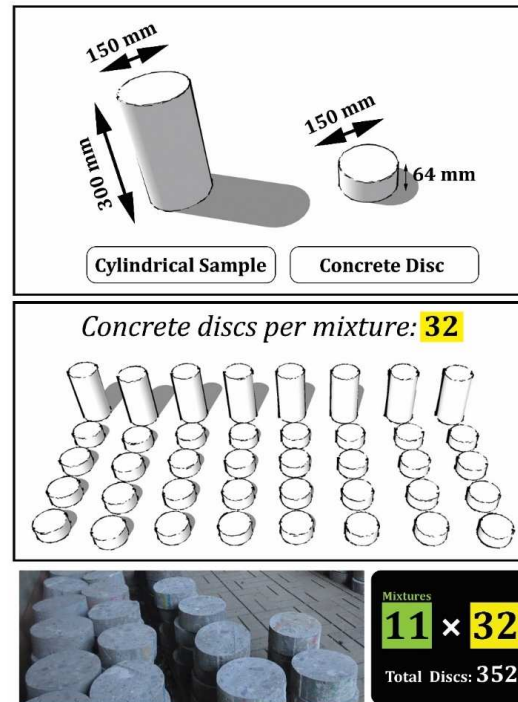 150 mm
300 mm
150 mm
64 mm
Cylindrical Sample
Concrete Disc
Concrete discs per mixture: 32
Mixtures
11 × 32
Total Discs: 352